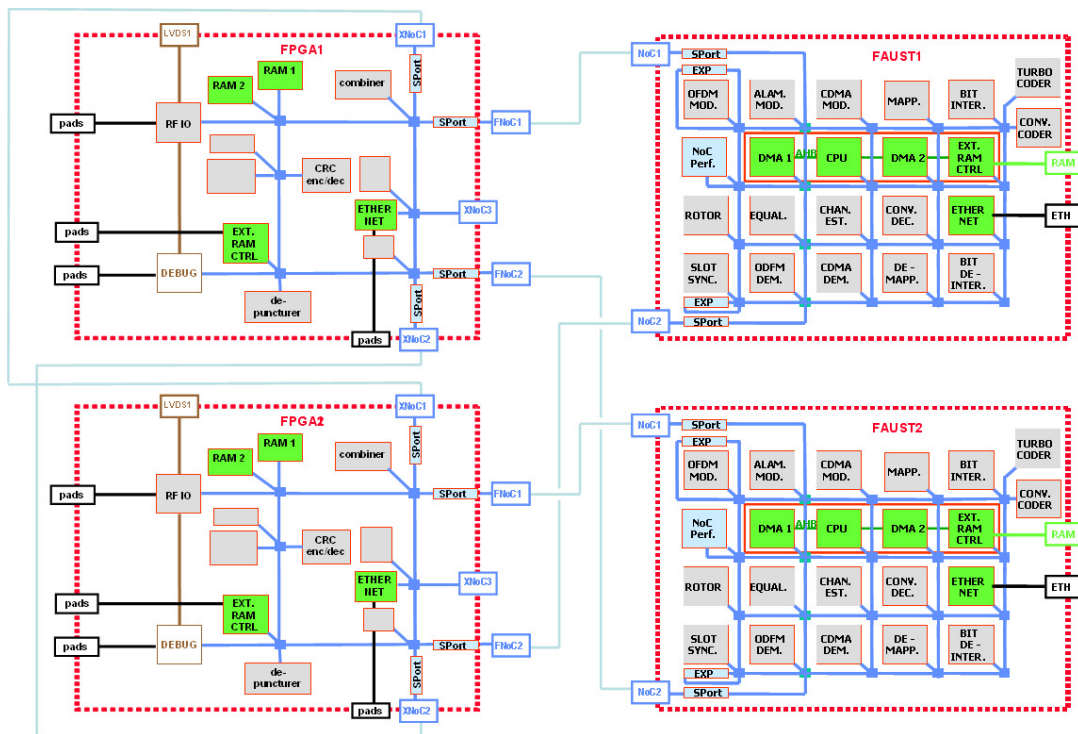 LVDS1
XNoC1
FPGA1
SPort
RAM 1
RAM 2
combiner
pads
RF IO
SPort
FNoC1
CRC
enc/dec
ETHER
NET
XNoC3
pads
EXT.
RAM
CTRL
pads
DEBUG
SPort
FNoC2
de-
puncturer
SPort
pads
XNoC2
NoC1
SPort
FAUST1
EXP
OFDM
MOD.
ALAM.
MOD.
CDMA
MOD.
MAPP.
BIT
INTER.
TURBO
CODER
CONV.
CODER
NoC
Perf.
DMA 1
AHB
CPU
DMA 2
EXT.
RAM
CTRL
RAM
ROTOR
EQUAL.
CHAN.
EST.
CONV.
DEC.
ETHER
NET
ETH
SLOT
SYNC.
ODFM
DEM.
CDMA
DEM.
DE -
MAPP.
BIT
DE -
INTER.
EXP
NoC2
SPort
LVDS1
XNoC1
FPGA2
SPort
RAM 1
RAM 2
combiner
pads
RF IO
SPort
FNoC1
CRC
enc/dec
ETHER
NET
XNoC3
pads
EXT.
RAM
CTRL
pads
DEBUG
SPort
FNoC2
de-
puncturer
SPort
pads
XNoC2
NoC1
SPort
FAUST2
EXP
OFDM
MOD.
ALAM.
MOD.
CDMA
MOD.
MAPP.
BIT
INTER.
TURBO
CODER
CONV.
CODER
NoC
Perf.
DMA 1
AHB
CPU
DMA 2
EXT.
RAM
CTRL
RAM
ROTOR
EQUAL.
CHAN.
EST.
CONV.
DEC.
ETHER
NET
ETH
SLOT
SYNC.
ODFM
DEM.
CDMA
DEM.
DE -
MAPP.
BIT
DE -
INTER.
EXP
NoC2
SPort